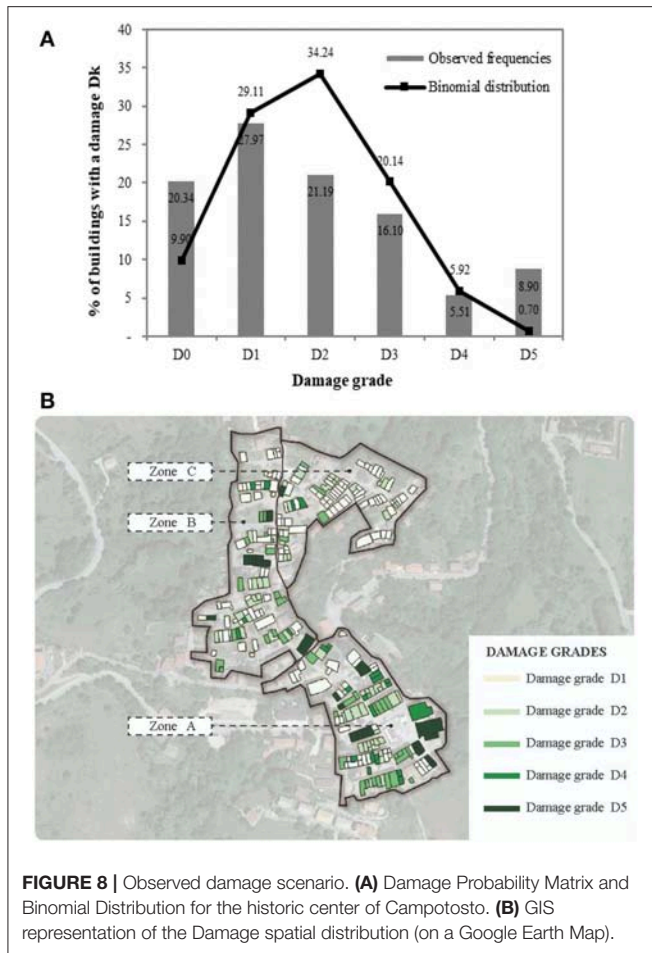 A
40
35
30
25
20
15
10
5
-
% of buildings with a damage Dk
Observed frequencies
Binomial distribution
20.34
9.90
29.11
27.97
34.24
21.19
20.14
16.10
5.92
5.51
8.90
0.70
D0 D1 D2 D3 D4 D5
Damage grade
B
Zone C
Zone B
Zone A
DAMAGE GRADES
Damage grade D1
Damage grade D2
Damage grade D3
Damage grade D4
Damage grade D5
FIGURE 8 | Observed damage scenario. (A) Damage Probability Matrix and
Binomial Distribution for the historic center of Campotosto. (B) GIS
representation of the Damage spatial distribution (on a Google Earth Map).